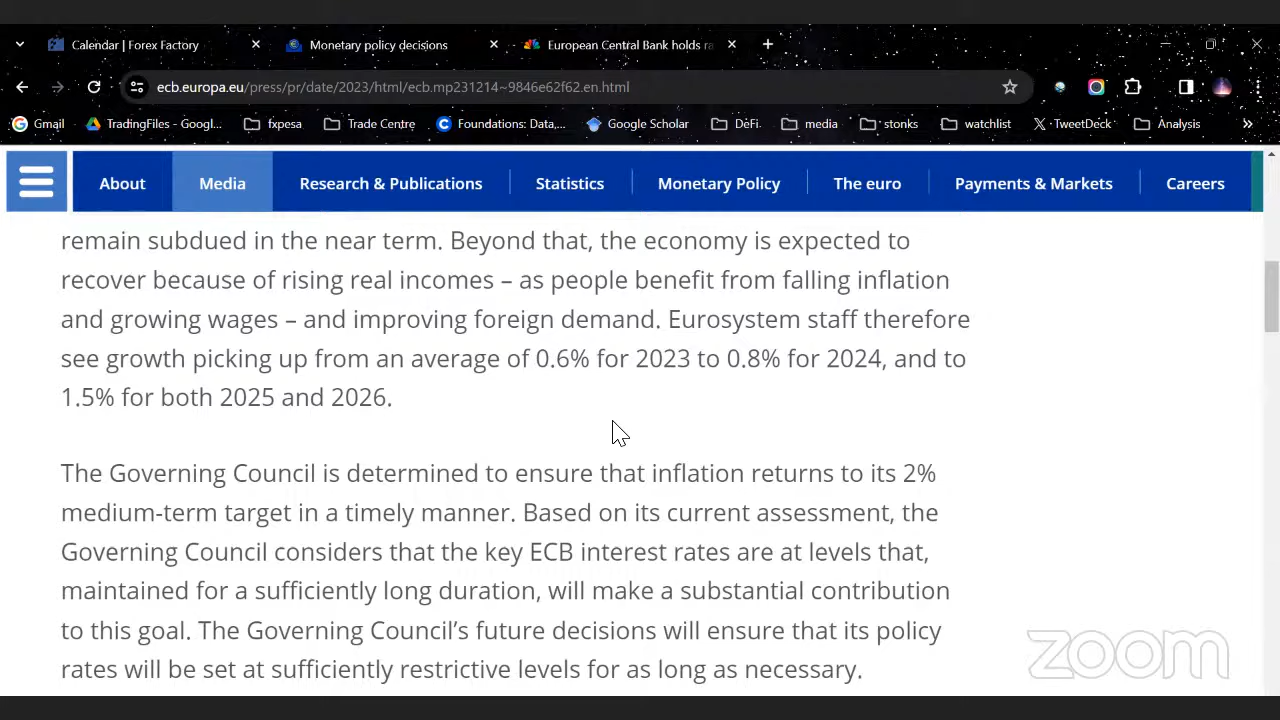 Calendar | Forex Factory
Monetary policy decisions
European Central Bank holds ra
ecb.europa.eu/press/pr/date/2023/html/ecb.mp231214~9846e62f62.en.html
Gmail TradingFiles - Googl... fxpesa Trade Centre Foundations: Data,... Google Scholar DeFi media stonks watchlist TweetDeck Analysis
About Media Research & Publications Statistics Monetary Policy The euro Payments & Markets Careers
remain subdued in the near term. Beyond that, the economy is expected to
recover because of rising real incomes – as people benefit from falling inflation
and growing wages – and improving foreign demand. Eurosystem staff therefore
see growth picking up from an average of 0.6% for 2023 to 0.8% for 2024, and to
1.5% for both 2025 and 2026.
The Governing Council is determined to ensure that inflation returns to its 2%
medium-term target in a timely manner. Based on its current assessment, the
Governing Council considers that the key ECB interest rates are at levels that,
maintained for a sufficiently long duration, will make a substantial contribution
to this goal. The Governing Council's future decisions will ensure that its policy
rates will be set at sufficiently restrictive levels for as long as necessary.
zoom